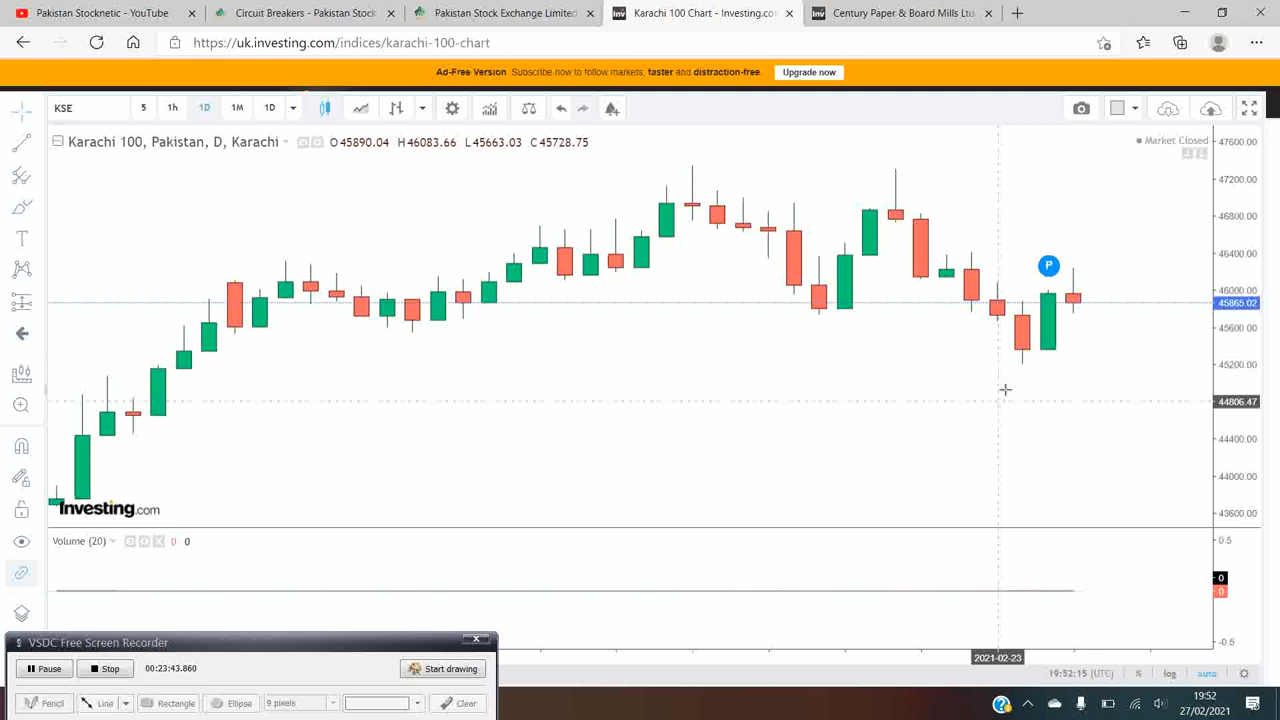 Pakistan Stocknetic - YouTube
Circuit Breakers - Pakistan Stock
Pakistan Stock Exchange Limited
Karachi 100 Chart - Investing.com
Century Paper & Board Mills Ltd
https://uk.investing.com/indices/karachi-100-chart
Ad-Free Version Subscribe now to follow markets, faster and distraction-free. Upgrade now
KSE 5 1h 1D 1M 1D
Karachi 100, Pakistan, D, Karachi O45890.04 H46083.66 L45663.03 C45728.75
Market Closed
47600.00
47200.00
46800.00
46400.00
P
46000.00
45865.02
45600.00
45200.00
44806.47
44400.00
44000.00
43600.00
Investing.com
Volume (20) 0 0
0.5
0
0
-0.5
VSDC Free Screen Recorder
2021-02-23
Pause Stop 00:23:43.860 Start drawing
19:52:15 (UTC) % log auto
Pencil Line Rectangle Ellipse 9 pixels Clear
19:52
27/02/2021